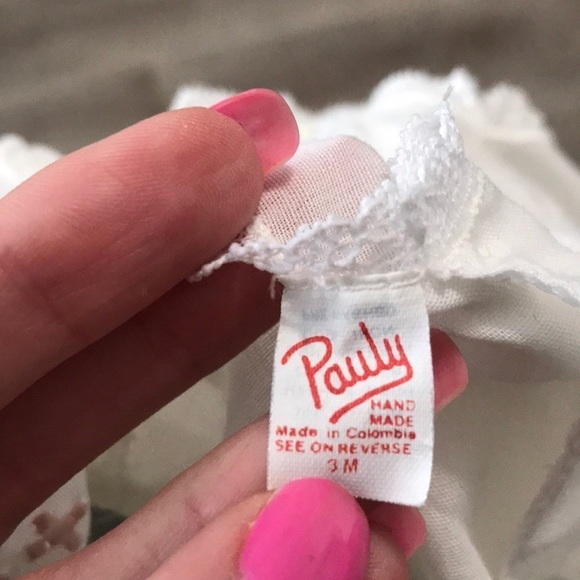 Pauly
HAND
MADE
Made in Colombia
SEE ON REVERSE
3 M